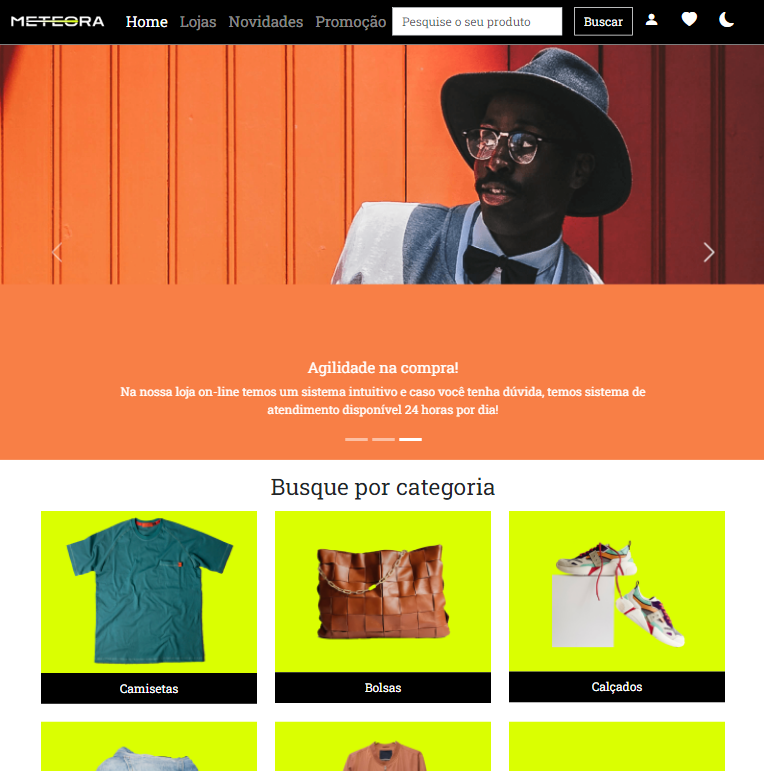 METEORA
Home Lojas Novidades Promoção Pesquise o seu produto Buscar
Agilidade na compra!
Na nossa loja on-line temos um sistema intuitivo e caso você tenha dúvida, temos sistema de
atendimento disponível 24 horas por dia!
Busque por categoria
Camisetas
Bolsas
Calçados